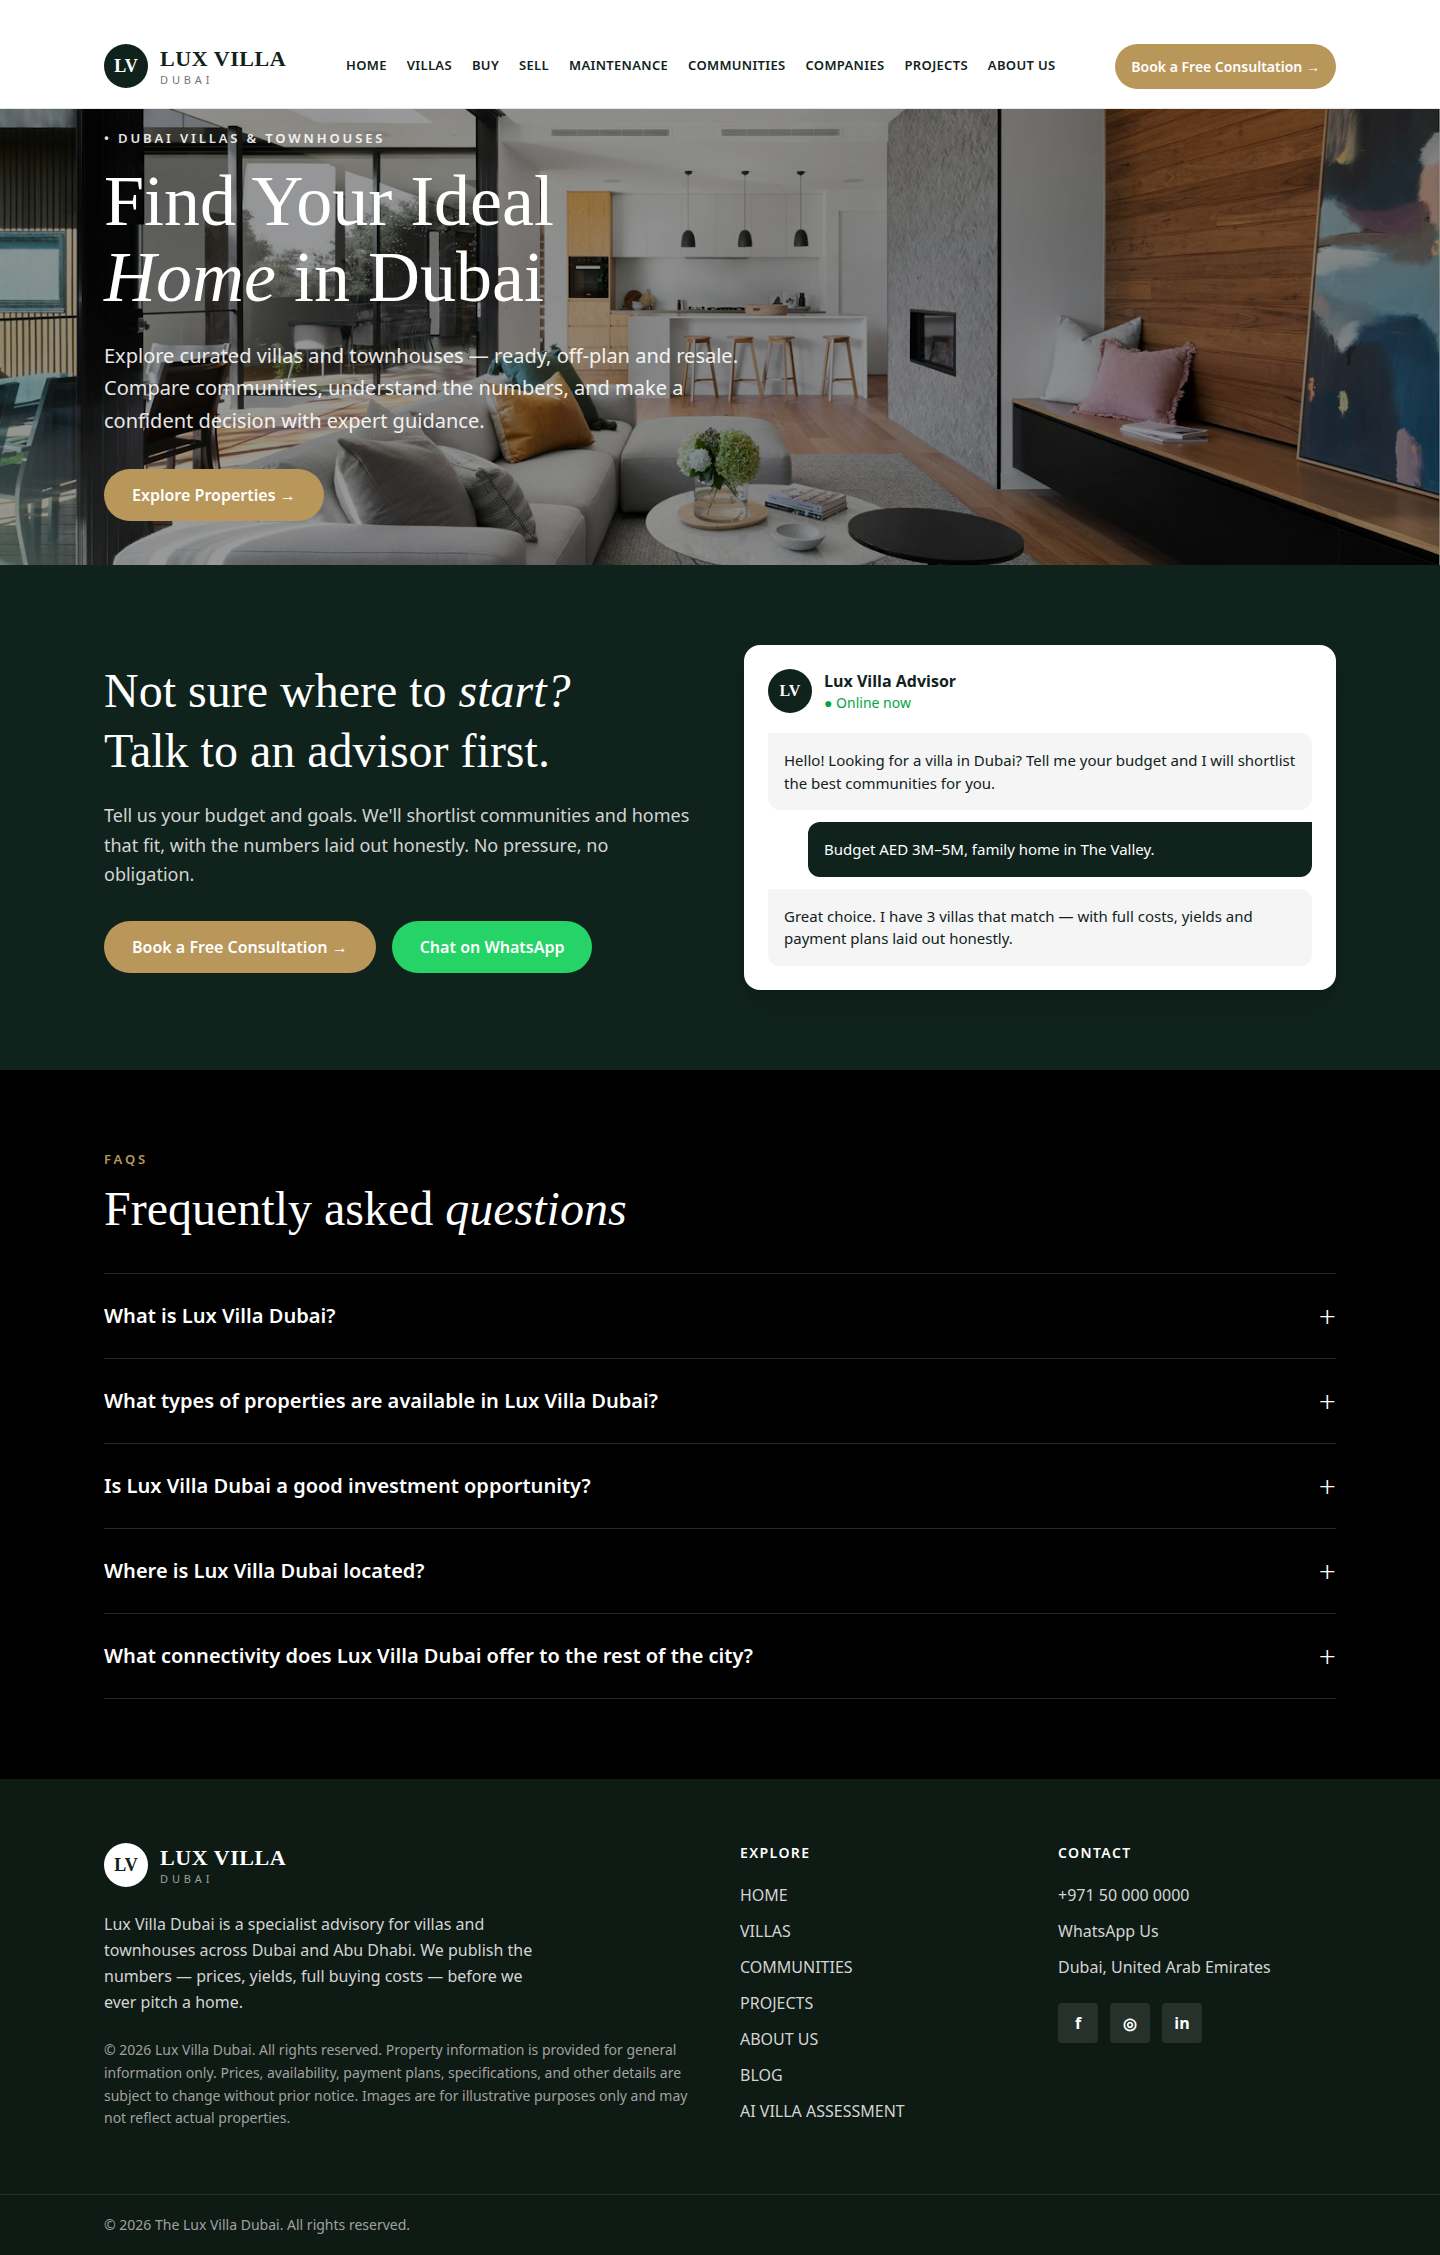 LV
LUX VILLA
DUBAI
HOME VILLAS BUY SELL MAINTENANCE COMMUNITIES COMPANIES PROJECTS ABOUT US
Book a Free Consultation →
• DUBAI VILLAS & TOWNHOUSES
Find Your Ideal
Home in Dubai
Explore curated villas and townhouses — ready, off-plan and resale.
Compare communities, understand the numbers, and make a
confident decision with expert guidance.
Explore Properties →
Not sure where to start?
Talk to an advisor first.
Tell us your budget and goals. We'll shortlist communities and homes
that fit, with the numbers laid out honestly. No pressure, no
obligation.
Book a Free Consultation →
Chat on WhatsApp
LV
Lux Villa Advisor
● Online now
Hello! Looking for a villa in Dubai? Tell me your budget and I will shortlist
the best communities for you.
Budget AED 3M–5M, family home in The Valley.
Great choice. I have 3 villas that match — with full costs, yields and
payment plans laid out honestly.
FAQS
Frequently asked questions
What is Lux Villa Dubai? +
What types of properties are available in Lux Villa Dubai? +
Is Lux Villa Dubai a good investment opportunity? +
Where is Lux Villa Dubai located? +
What connectivity does Lux Villa Dubai offer to the rest of the city? +
LV
LUX VILLA
DUBAI
Lux Villa Dubai is a specialist advisory for villas and
townhouses across Dubai and Abu Dhabi. We publish the
numbers — prices, yields, full buying costs — before we
ever pitch a home.
© 2026 Lux Villa Dubai. All rights reserved. Property information is provided for general
information only. Prices, availability, payment plans, specifications, and other details are
subject to change without prior notice. Images are for illustrative purposes only and may
not reflect actual properties.
EXPLORE
HOME
VILLAS
COMMUNITIES
PROJECTS
ABOUT US
BLOG
AI VILLA ASSESSMENT
CONTACT
+971 50 000 0000
WhatsApp Us
Dubai, United Arab Emirates
f ◎ in
© 2026 The Lux Villa Dubai. All rights reserved.